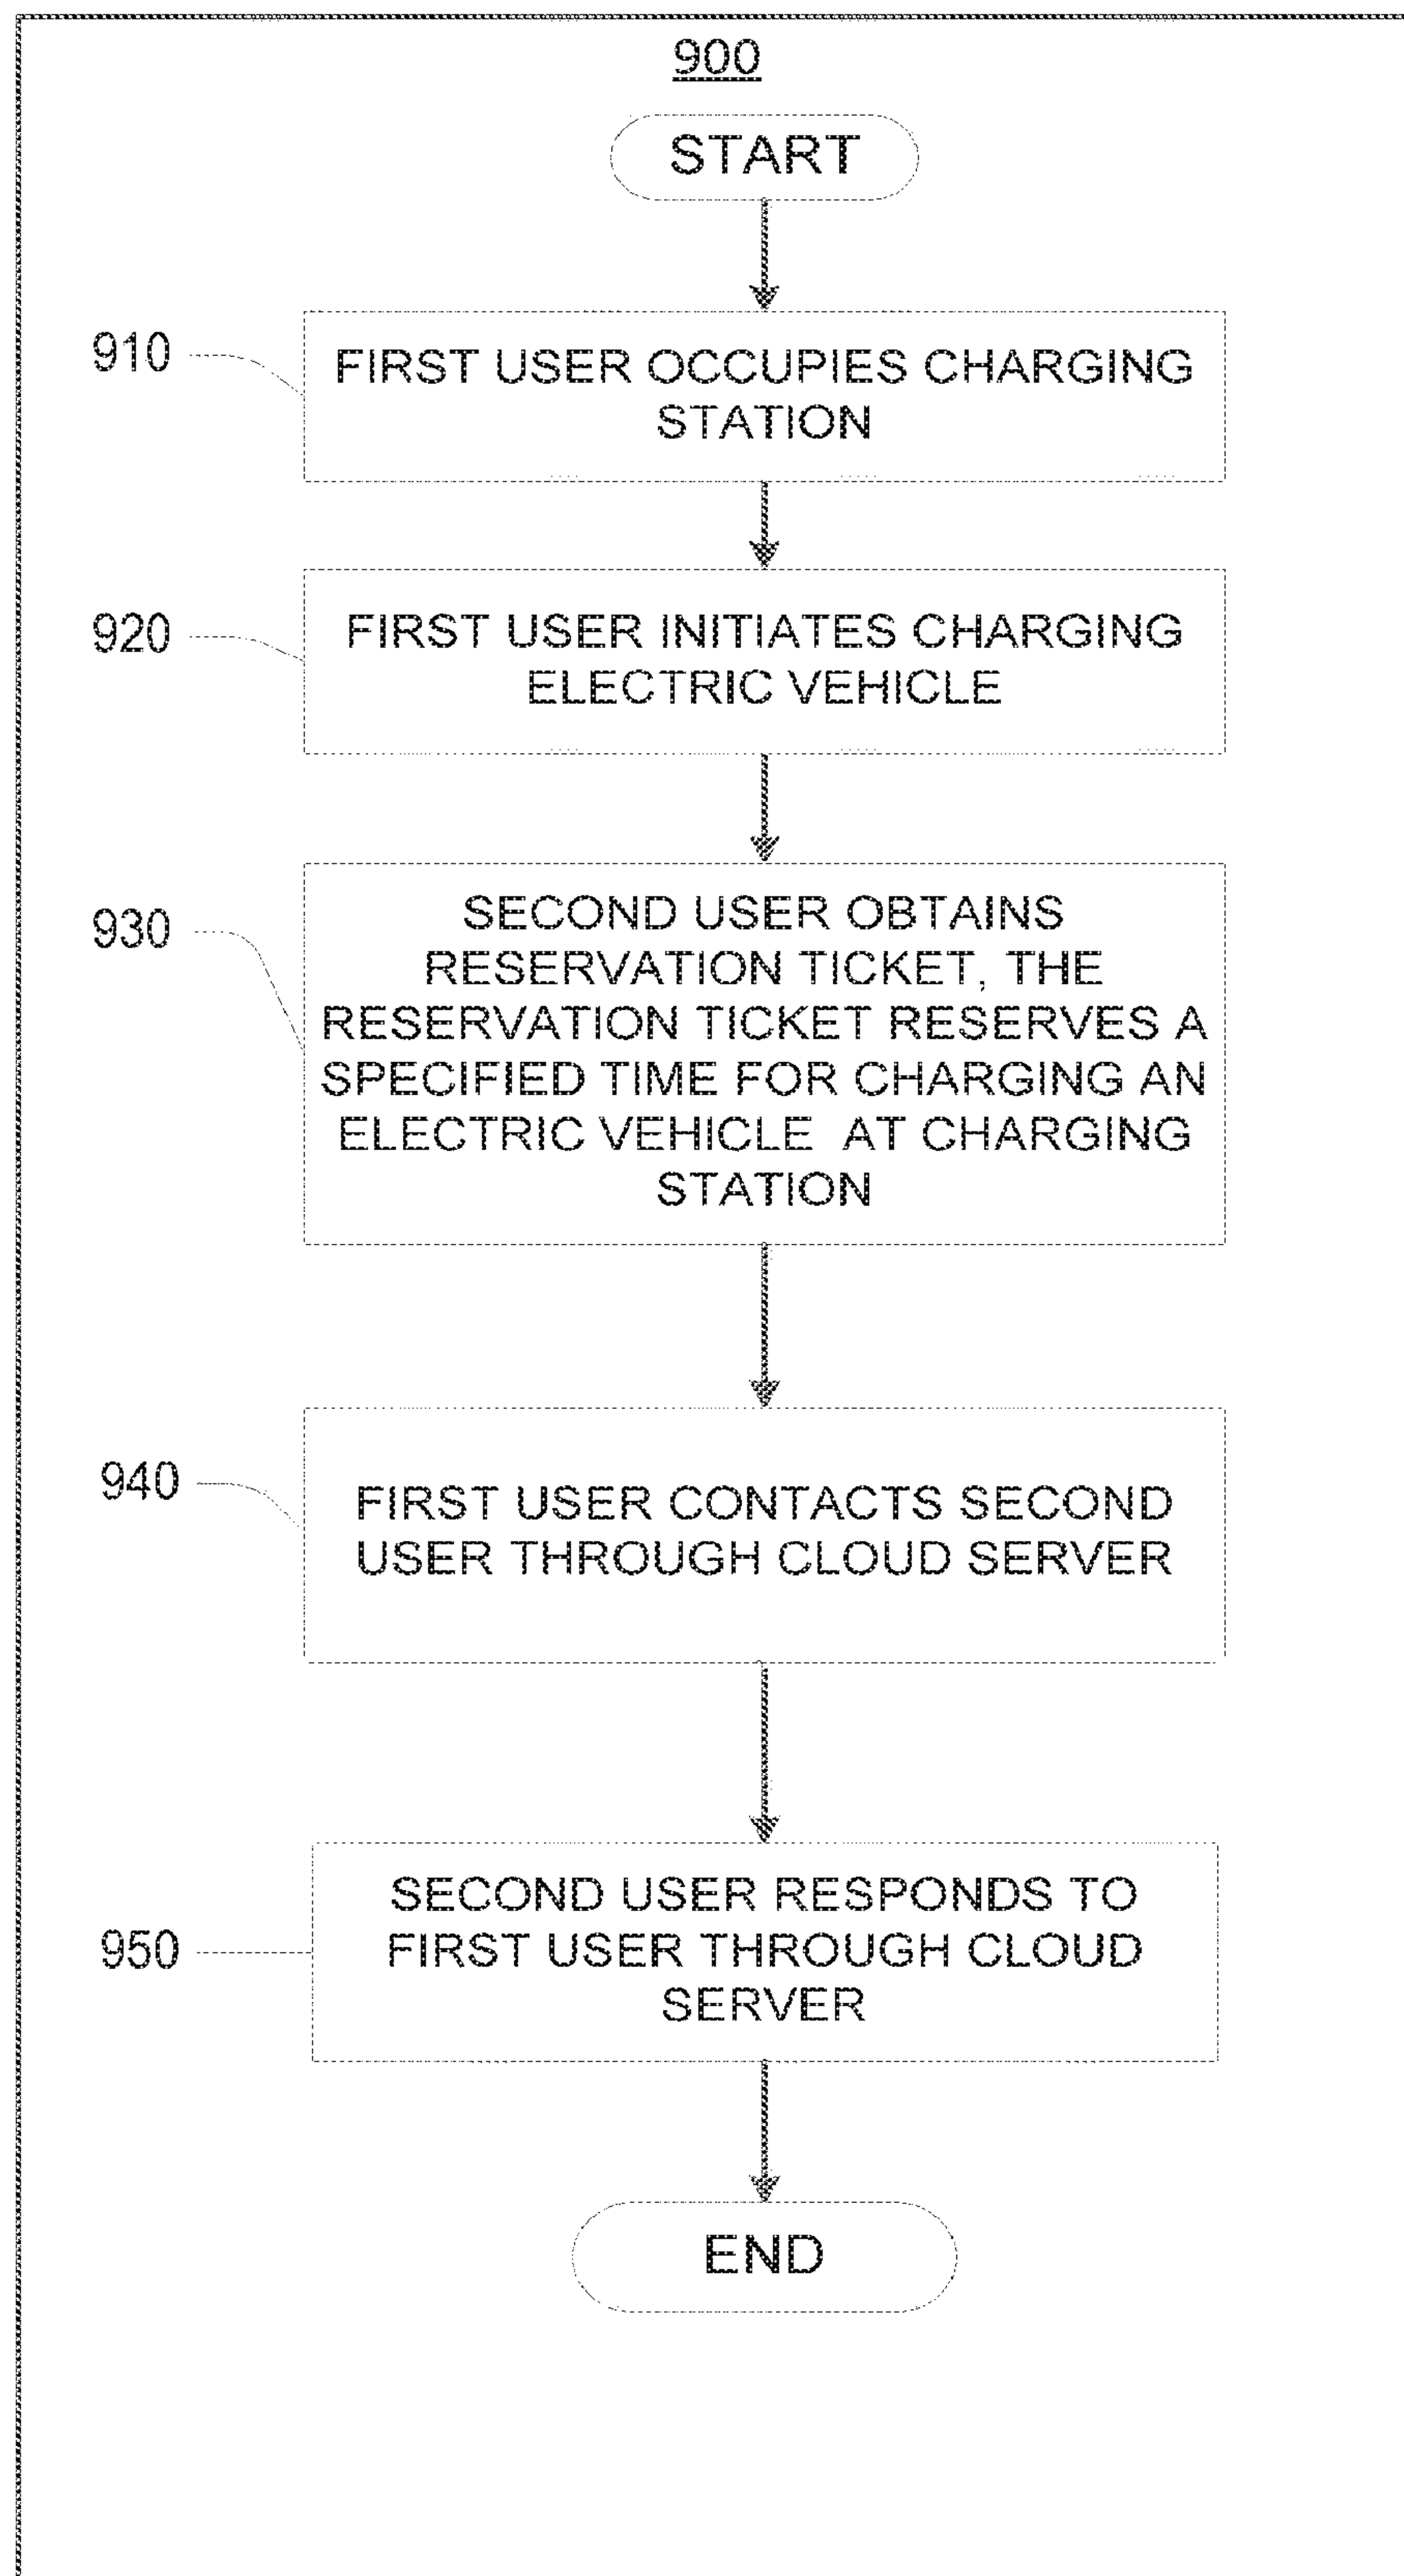 900
START
910
FIRST USER OCCUPIES CHARGING
STATION
920
FIRST USER INITIATES CHARGING
ELECTRIC VEHICLE
930
SECOND USER OBTAINS
RESERVATION TICKET, THE
RESERVATION TICKET RESERVES A
SPECIFIED TIME FOR CHARGING AN
ELECTRIC VEHICLE AT CHARGING
STATION
940
FIRST USER CONTACTS SECOND
USER THROUGH CLOUD SERVER
950
SECOND USER RESPONDS TO
FIRST USER THROUGH CLOUD
SERVER
END